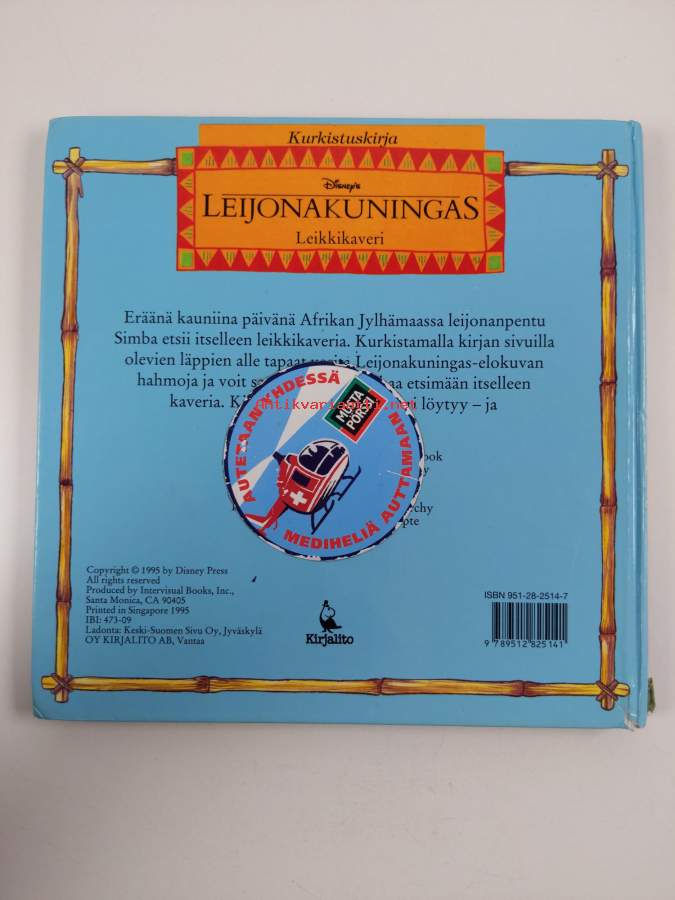 Kurkistuskirja
Disney's
LEIJONAKUNINGAS
Leikkikaveri
Eräänä kauniina päivänä Afrikan Jylhämaassa leijonanpentu
Simba etsii itselleen leikkikaveria. Kurkistamalla kirjan sivuilla
olevien läppien alle tapaat Leijonakuningas-elokuvan
hahmoja ja voit etsimään itselleen
kaveria. löytyy – ja
AUTETAAN YHDESSÄ
MUSTA
PÖRSSI
MEDIHELIÄ AUTTAMAAN
Antikvariaatti.net
Copyright © 1995 by Disney Press
All rights reserved
Produced by Intervisual Books, Inc.,
Santa Monica, CA 90405
Printed in Singapore 1995
IBI: 473-09
Ladonta: Keski-Suomen Sivu Oy, Jyväskylä
OY KIRJALITO AB, Vantaa
Kirjalito
ISBN 951-28-2514-7
9 789512 825141